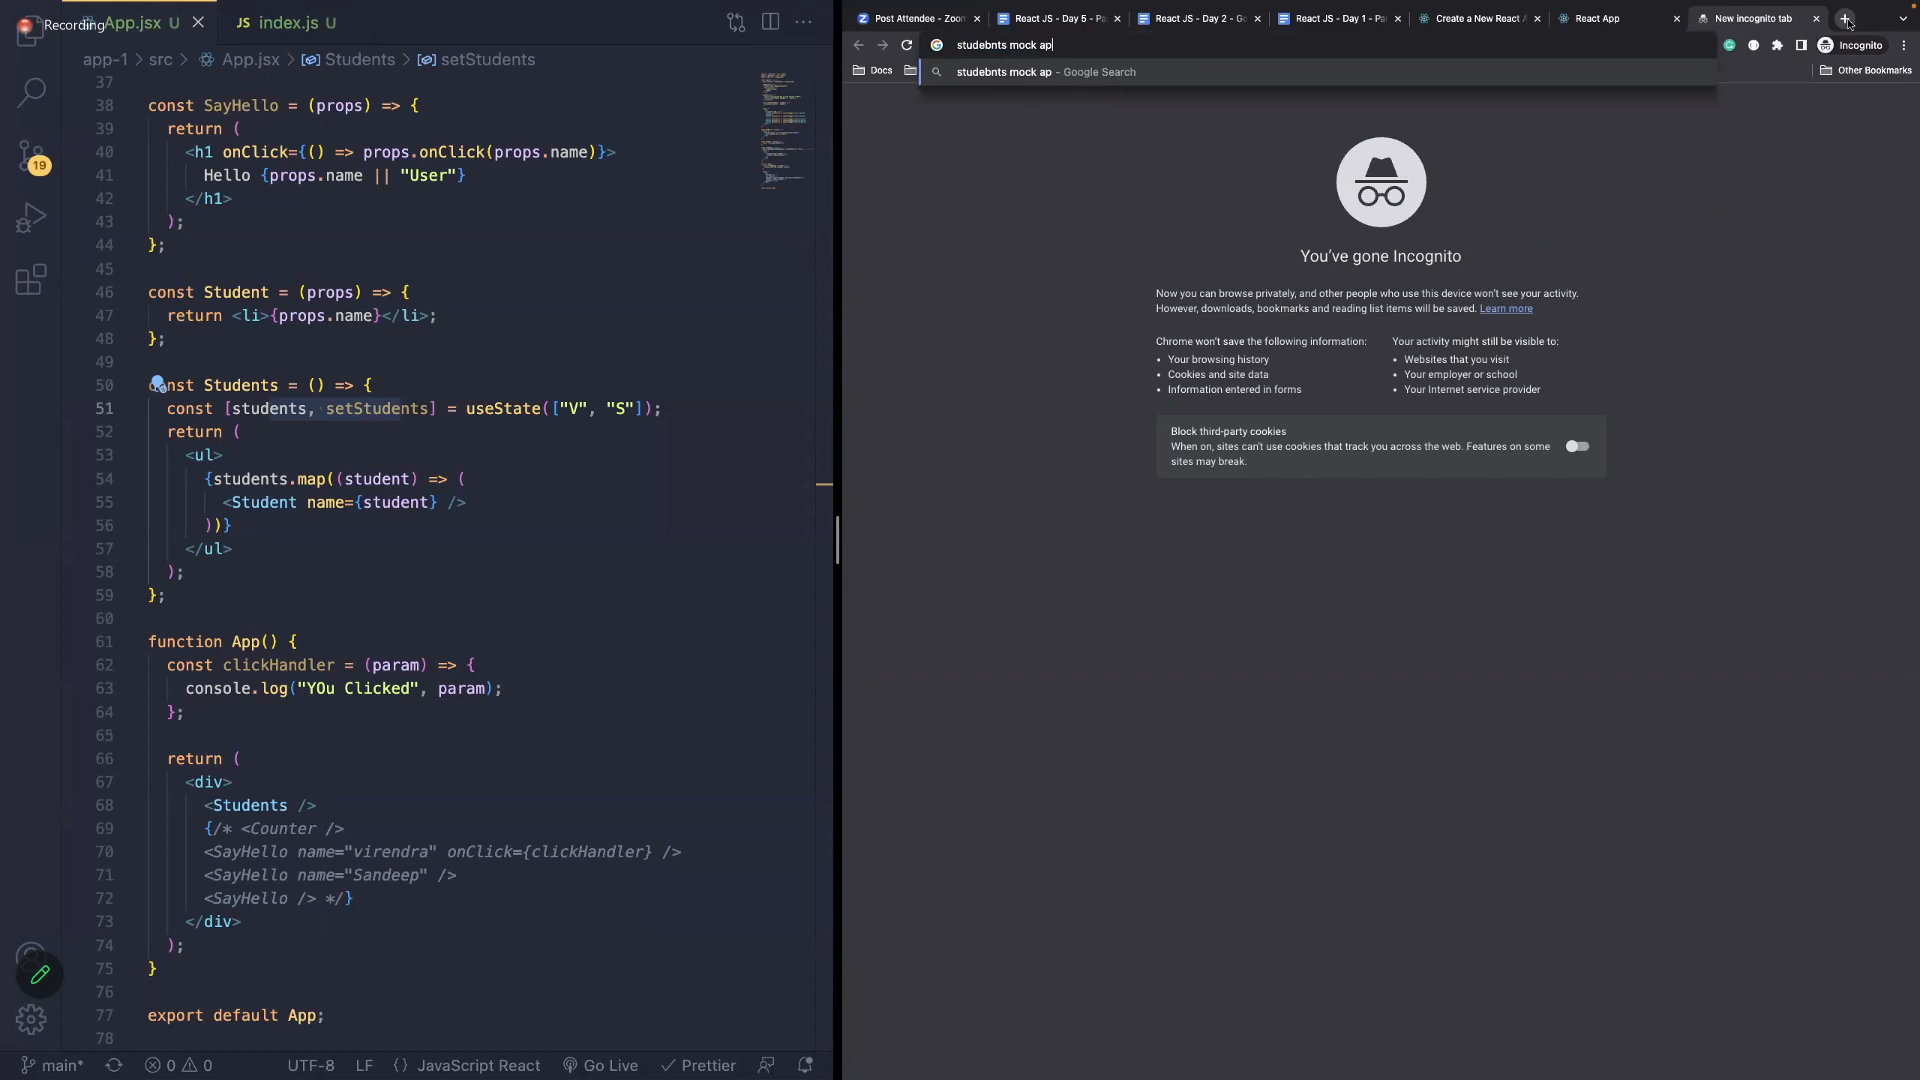 Recording
App.jsx U
JS index.js U
app-1 > src > App.jsx > Students > setStudents
37
38 const SayHello = (props) => {
39 return (
40 <h1 onClick={() => props.onClick(props.name)}>
41 Hello {props.name || "User"}
42 </h1>
43 );
44 };
45
46 const Student = (props) => {
47 return <li>{props.name}</li>;
48 };
49
50 const Students = () => {
51 const [students, setStudents] = useState(["V", "S"]);
52 return (
53 <ul>
54 {students.map((student) => (
55 <Student name={student} />
56 ))}
57 </ul>
58 );
59 };
60
61 function App() {
62 const clickHandler = (param) => {
63 console.log("YOu Clicked", param);
64 };
65
66 return (
67 <div>
68 <Students />
69 {/* <Counter />
70 <SayHello name="virendra" onClick={clickHandler} />
71 <SayHello name="Sandeep" />
72 <SayHello /> */}
73 </div>
74 );
75 }
76
77 export default App;
78
19
main* 0 0 UTF-8 LF {} JavaScript React Go Live Prettier
Post Attendee - Zoom
React JS - Day 5 - Pa
React JS - Day 2 - Go
React JS - Day 1 - Par
Create a New React A
React App
New incognito tab
studebnts mock ap
Incognito
studebnts mock ap - Google Search
Docs
Other Bookmarks
You've gone Incognito
Now you can browse privately, and other people who use this device won't see your activity.
However, downloads, bookmarks and reading list items will be saved. Learn more
Chrome won't save the following information:
• Your browsing history
• Cookies and site data
• Information entered in forms
Your activity might still be visible to:
• Websites that you visit
• Your employer or school
• Your Internet service provider
Block third-party cookies
When on, sites can't use cookies that track you across the web. Features on some
sites may break.